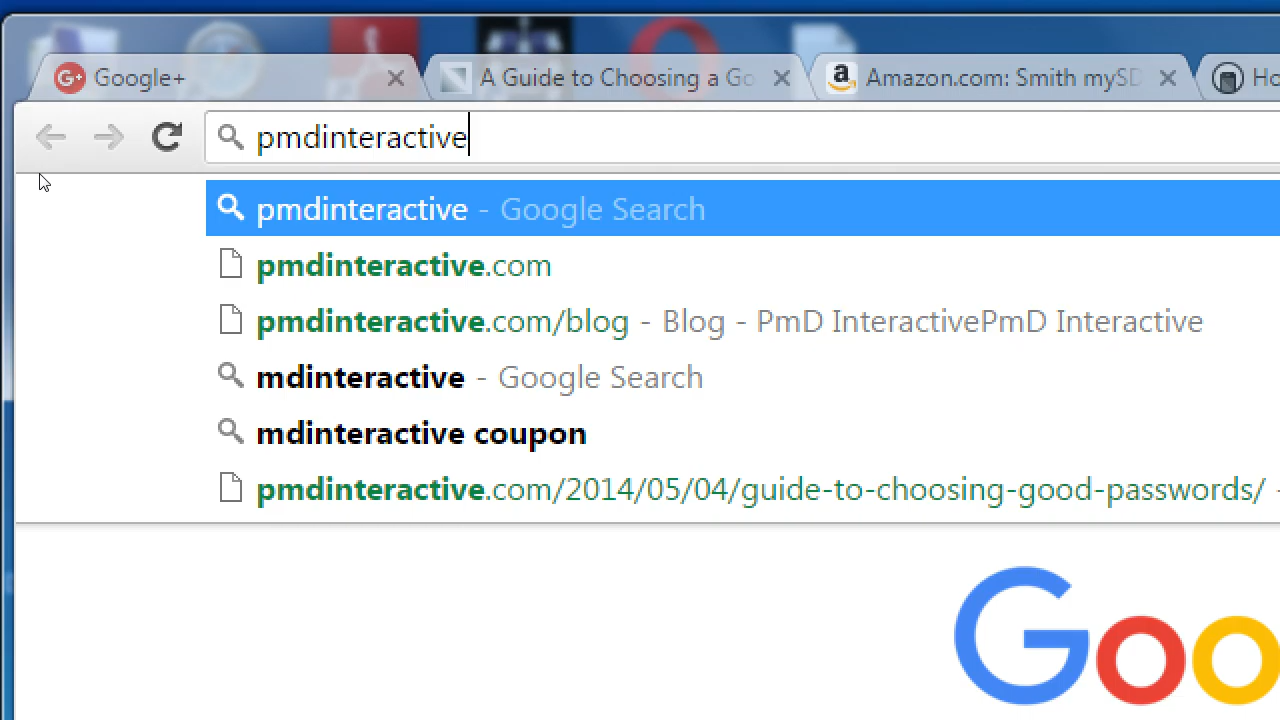 Google+
A Guide to Choosing a Go
Amazon.com: Smith mySD
Ho
pmdinteractive
pmdinteractive - Google Search
pmdinteractive.com
pmdinteractive.com/blog - Blog - PmD InteractivePmD Interactive
mdinteractive - Google Search
mdinteractive coupon
pmdinteractive.com/2014/05/04/guide-to-choosing-good-passwords/ -
Goo